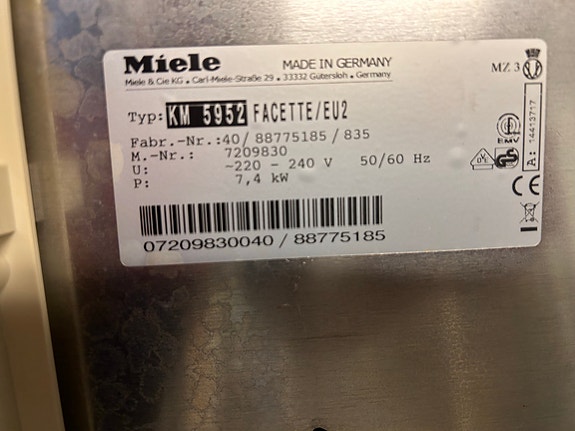 Miele
MADE IN GERMANY
Miele & Cie KG • Carl-Miele-Straße 29 • 33332 Gütersloh • Germany
MZ 3
Typ: KM 5952 FACETTE/EU2
Fabr.-Nr.:40/88775185/835
M.-Nr.: 7209830
U: ~220 - 240 V 50/60 Hz
P: 7,4 kW
EMV
CE
A: 14413717
07209830040/88775185